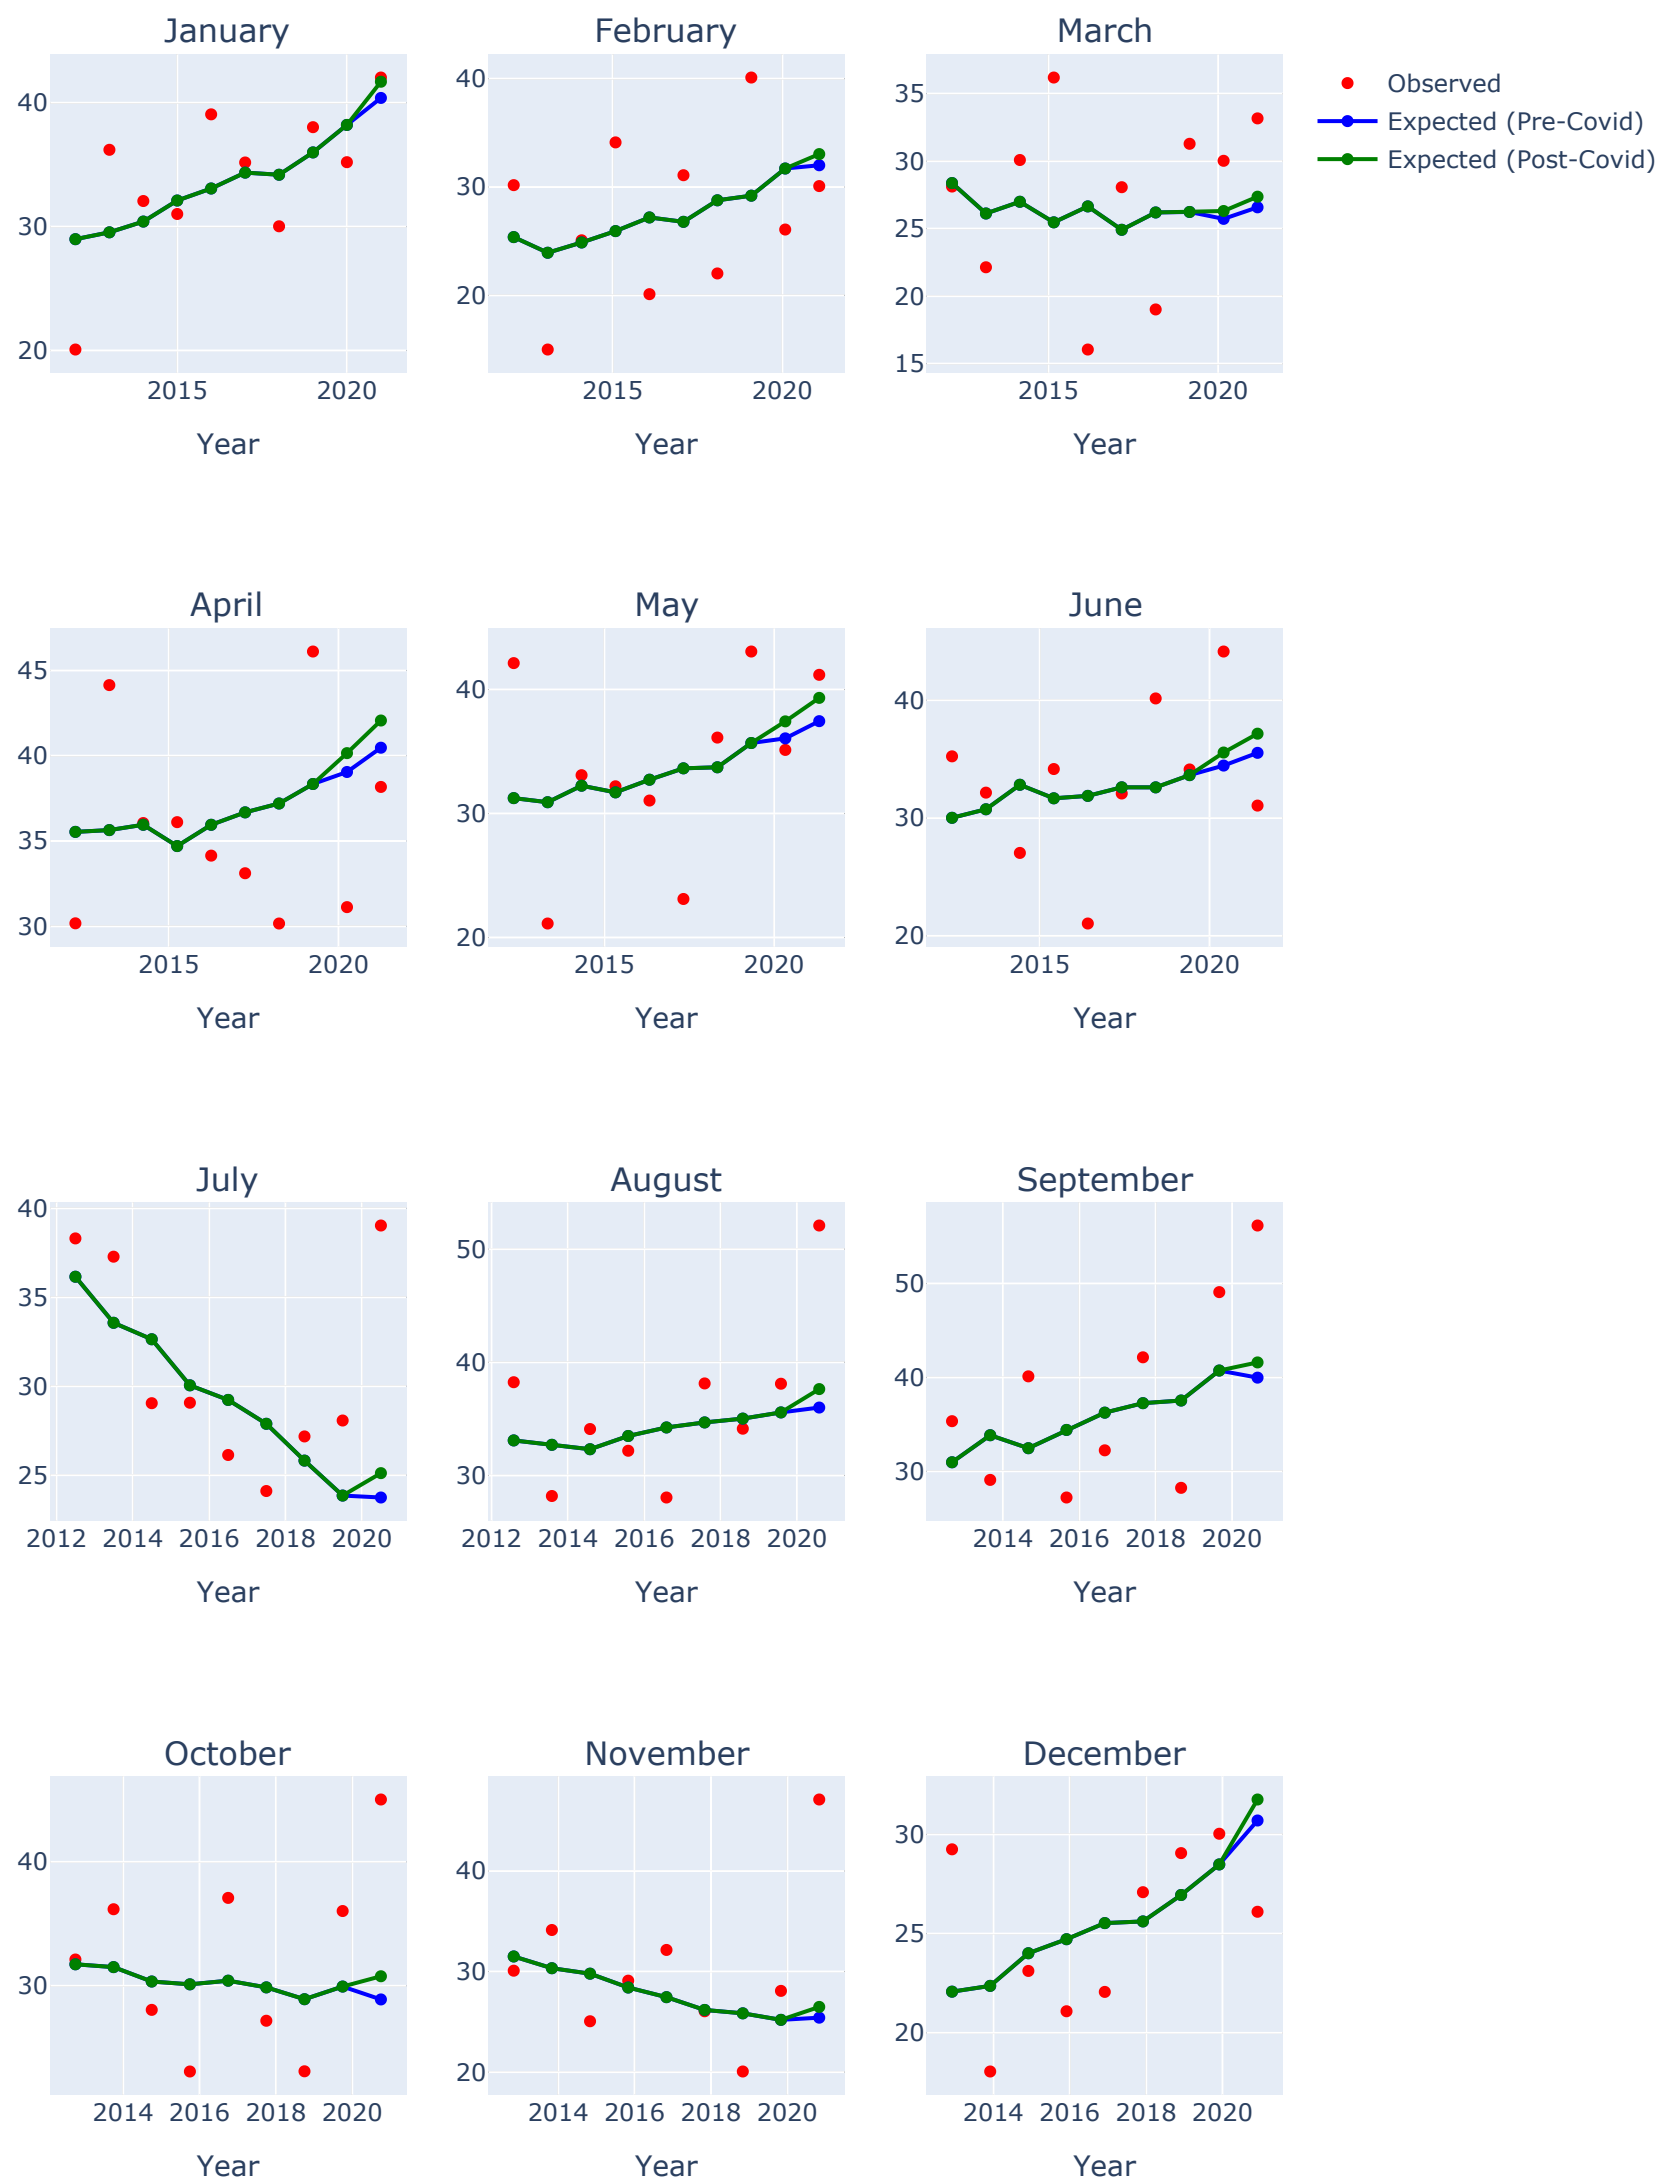 January February March
40
30
20
2015 2020
Year
40
30
20
2015 2020
Year
35
30
25
20
15
2015 2020
Year
Observed
Expected (Pre-Covid)
Expected (Post-Covid)
April May June
45
40
35
30
2015 2020
Year
40
30
20
2015 2020
Year
40
30
20
2015 2020
Year
July August September
40
35
30
25
2012 2014 2016 2018 2020
Year
50
40
30
2012 2014 2016 2018 2020
Year
50
40
30
2014 2016 2018 2020
Year
October November December
40
30
2014 2016 2018 2020
Year
40
30
20
2014 2016 2018 2020
Year
30
25
20
2014 2016 2018 2020
Year